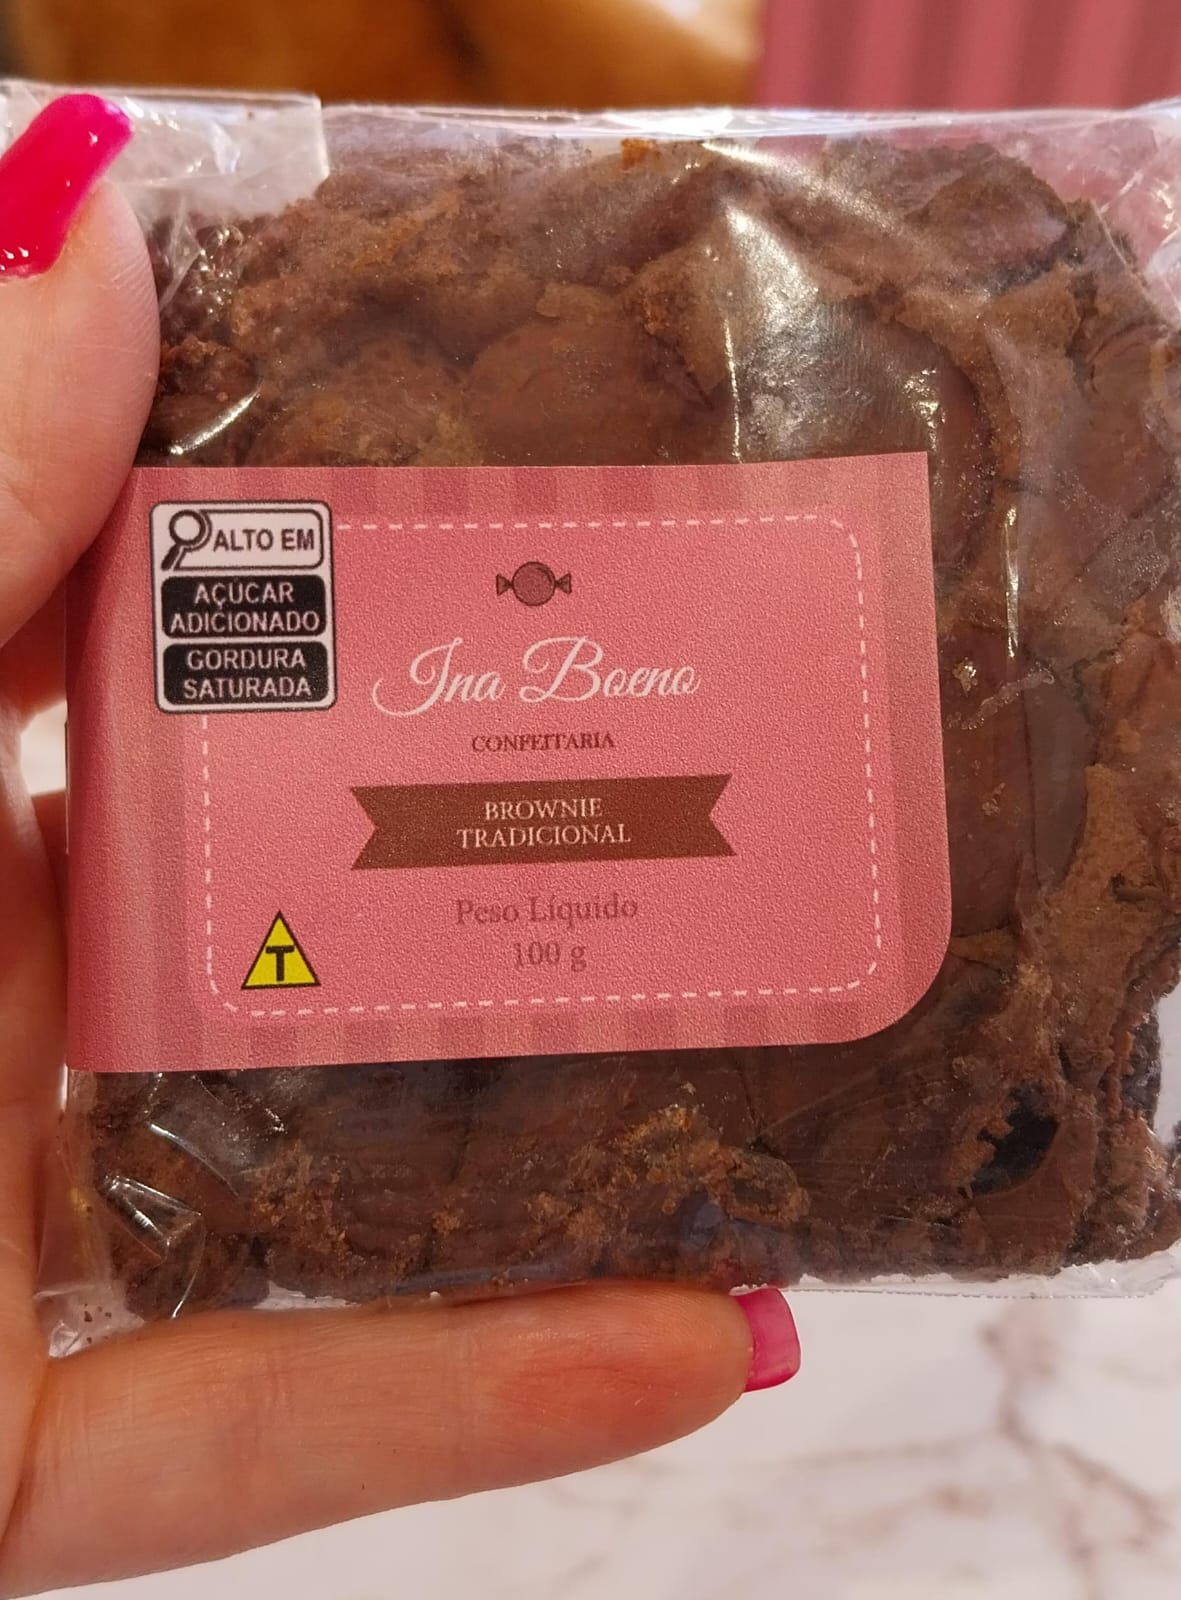 ALTO EM
AÇÚCAR
ADICIONADO
GORDURA
SATURADA
Ina Boeno
CONFEITARIA
BROWNIE
TRADICIONAL
Peso Líquido
100 g
T